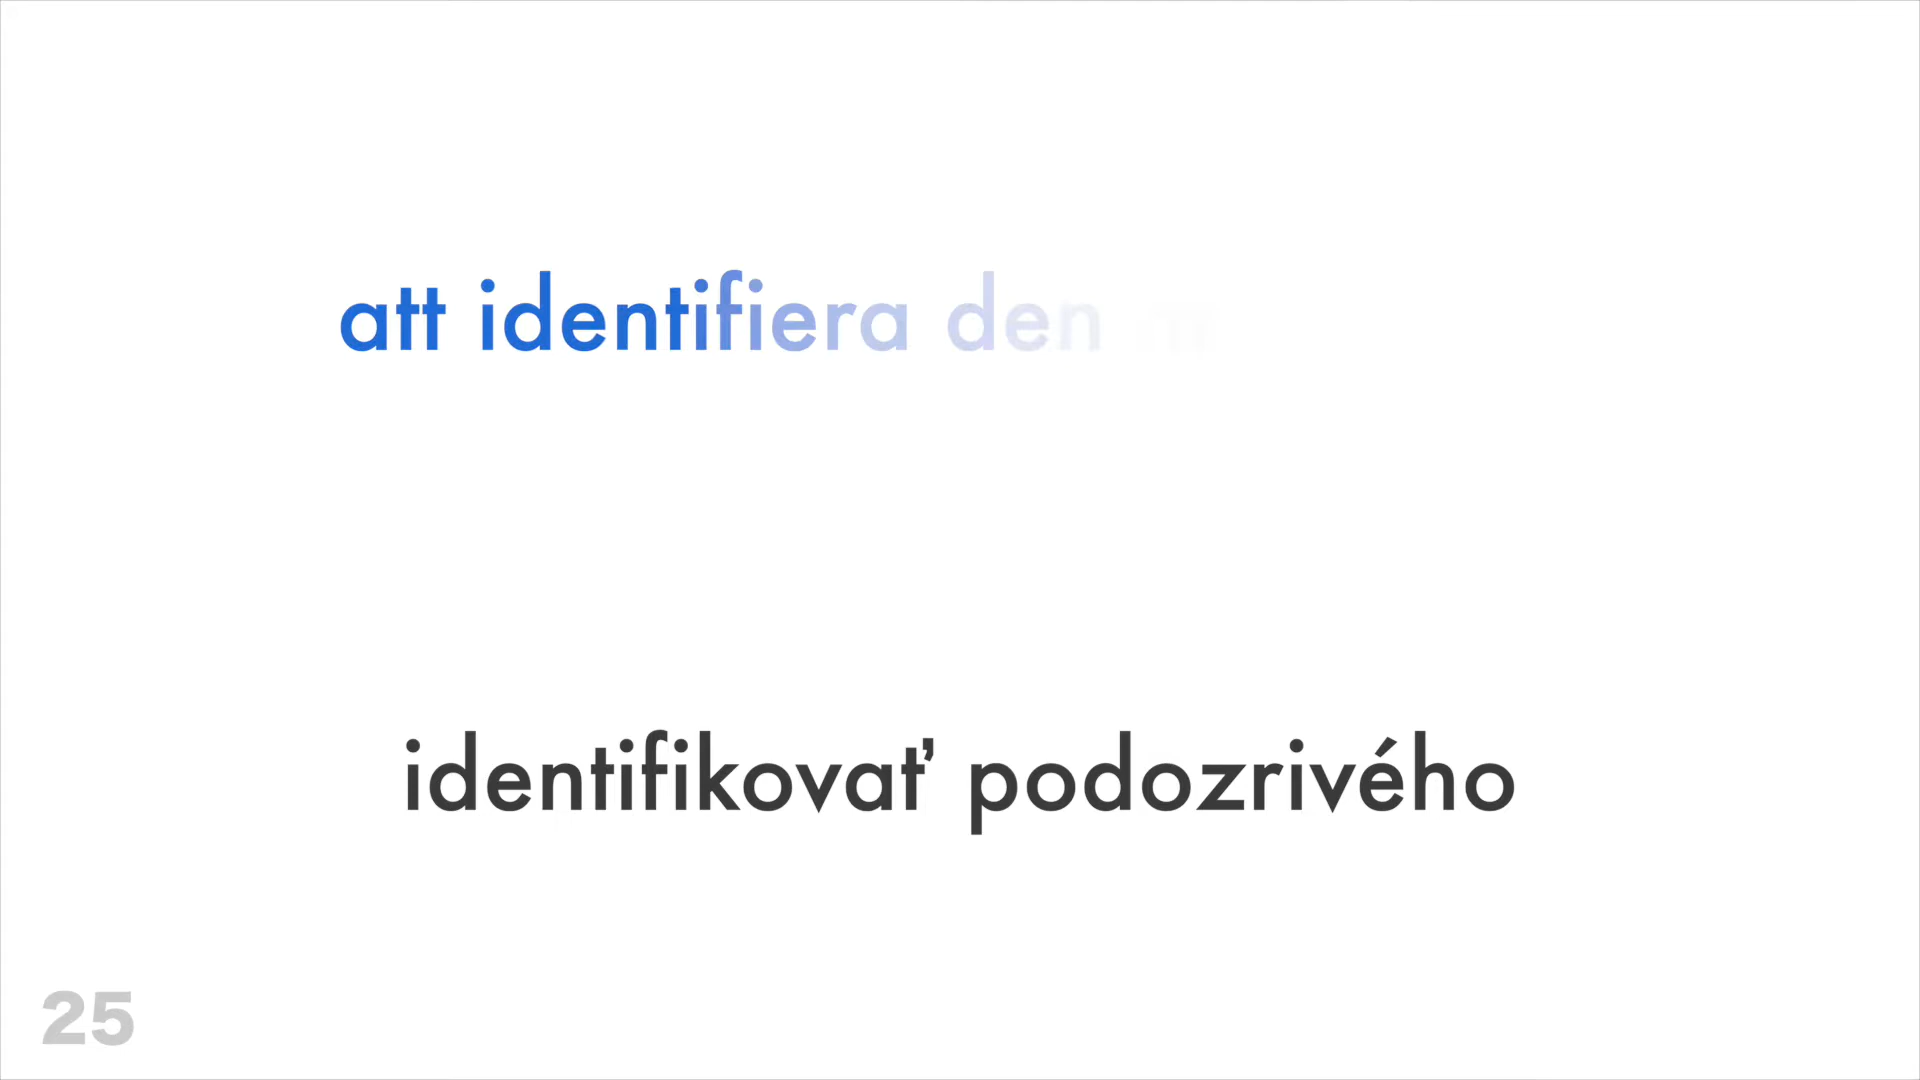 att identifiera den
identifikovať podozrivého
25